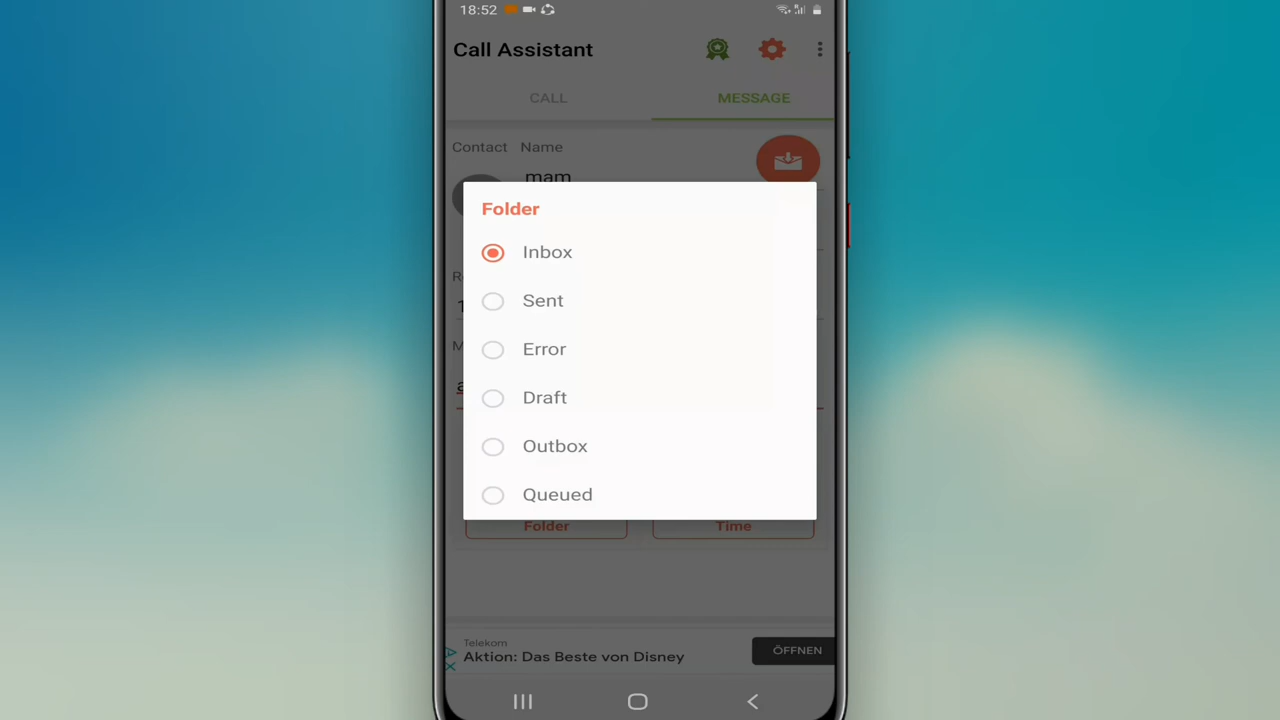 18:52
Call Assistant
CALL MESSAGE
Contact Name
mam
Folder
Inbox
Sent
Error
Draft
Outbox
Queued
Folder Time
Telekom
Aktion: Das Beste von Disney
ÖFFNEN